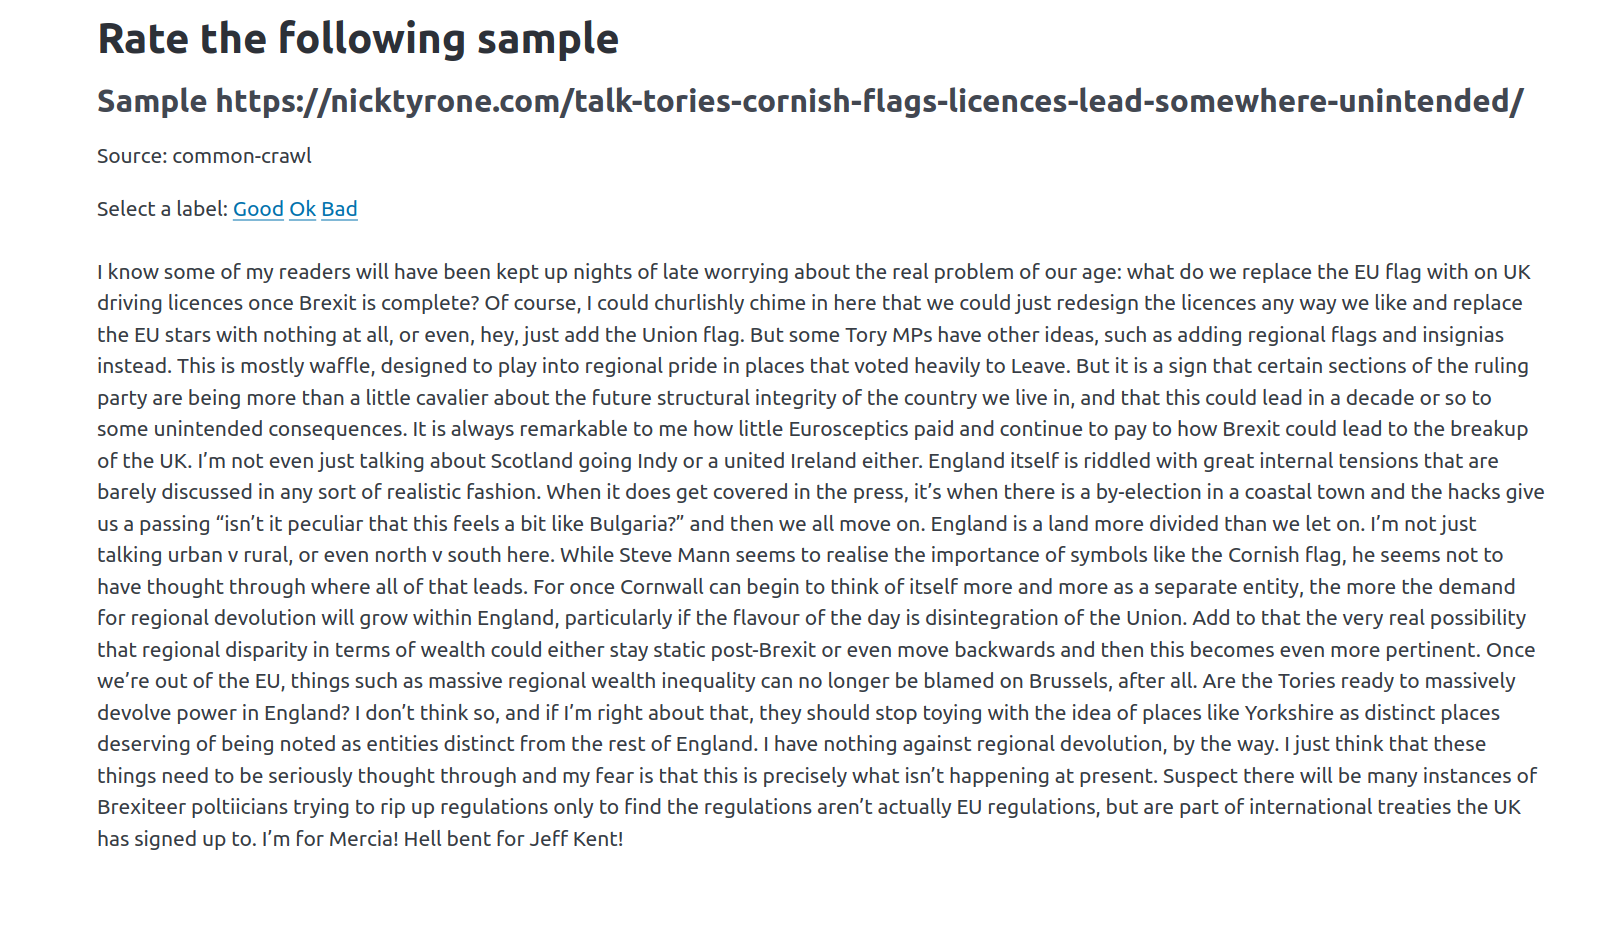 Rate the following sample
Sample https://nicktyrone.com/talk-tories-cornish-flags-licences-lead-somewhere-unintended/
Source: common-crawl
Select a label: Good Ok Bad
I know some of my readers will have been kept up nights of late worrying about the real problem of our age: what do we replace the EU flag with on UK
driving licences once Brexit is complete? Of course, I could churlishly chime in here that we could just redesign the licences any way we like and replace
the EU stars with nothing at all, or even, hey, just add the Union flag. But some Tory MPs have other ideas, such as adding regional flags and insignias
instead. This is mostly waffle, designed to play into regional pride in places that voted heavily to Leave. But it is a sign that certain sections of the ruling
party are being more than a little cavalier about the future structural integrity of the country we live in, and that this could lead in a decade or so to
some unintended consequences. It is always remarkable to me how little Eurosceptics paid and continue to pay to how Brexit could lead to the breakup
of the UK. I’m not even just talking about Scotland going Indy or a united Ireland either. England itself is riddled with great internal tensions that are
barely discussed in any sort of realistic fashion. When it does get covered in the press, it’s when there is a by-election in a coastal town and the hacks give
us a passing “isn’t it peculiar that this feels a bit like Bulgaria?” and then we all move on. England is a land more divided than we let on. I’m not just
talking urban v rural, or even north v south here. While Steve Mann seems to realise the importance of symbols like the Cornish flag, he seems not to
have thought through where all of that leads. For once Cornwall can begin to think of itself more and more as a separate entity, the more the demand
for regional devolution will grow within England, particularly if the flavour of the day is disintegration of the Union. Add to that the very real possibility
that regional disparity in terms of wealth could either stay static post-Brexit or even move backwards and then this becomes even more pertinent. Once
we’re out of the EU, things such as massive regional wealth inequality can no longer be blamed on Brussels, after all. Are the Tories ready to massively
devolve power in England? I don’t think so, and if I’m right about that, they should stop toying with the idea of places like Yorkshire as distinct places
deserving of being noted as entities distinct from the rest of England. I have nothing against regional devolution, by the way. I just think that these
things need to be seriously thought through and my fear is that this is precisely what isn’t happening at present. Suspect there will be many instances of
Brexiteer poltiicians trying to rip up regulations only to find the regulations aren’t actually EU regulations, but are part of international treaties the UK
has signed up to. I’m for Mercia! Hell bent for Jeff Kent!